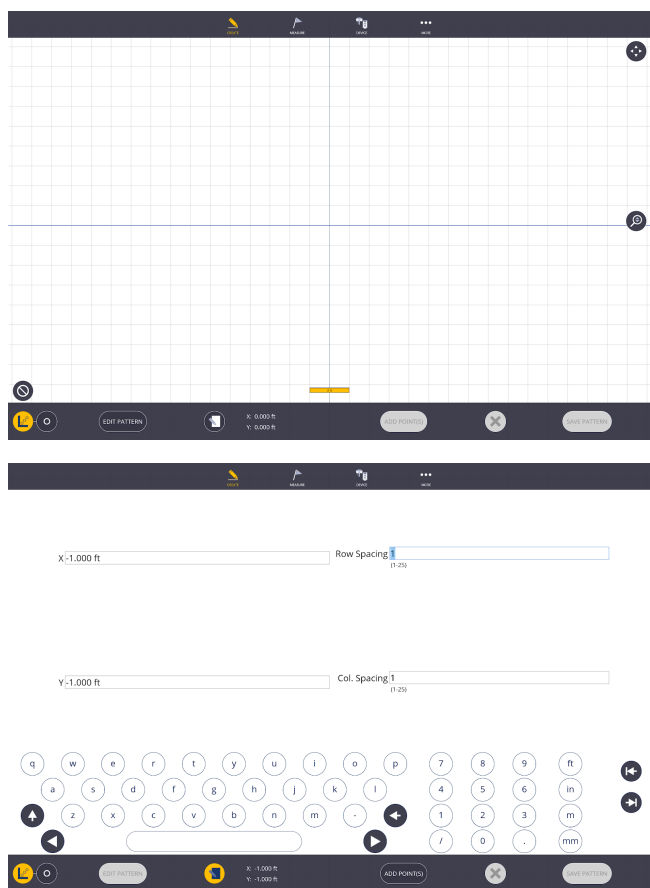 CREATE MEASURE DEVICE MORE
EDIT PATTERN X: 0.000 ft ADD POINT(S) SAVE PATTERN
Y: 0.000 ft
CREATE MEASURE DEVICE MORE
X -1.000 ft Row Spacing 1
(1-25)
Y -1.000 ft Col. Spacing 1
(1-25)
q w e r t y u i o p 7 8 9 ft
a s d f g h j k l 4 5 6 in
z x c v b n m - 1 2 3 m
/ 0 . mm
EDIT PATTERN X: -1.000 ft ADD POINT(S) SAVE PATTERN
Y: -1.000 ft